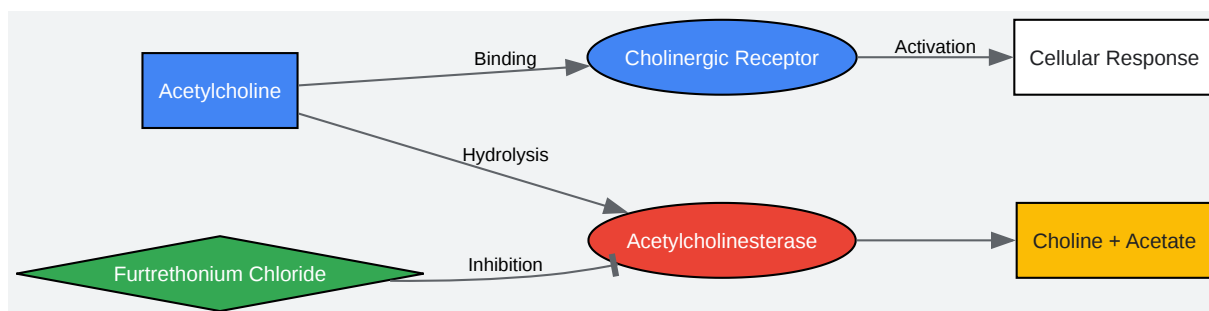 Acetylcholine
Binding
Cholinergic Receptor
Activation
Cellular Response
Hydrolysis
Furtrethonium Chloride
Inhibition
Acetylcholinesterase
Choline + Acetate